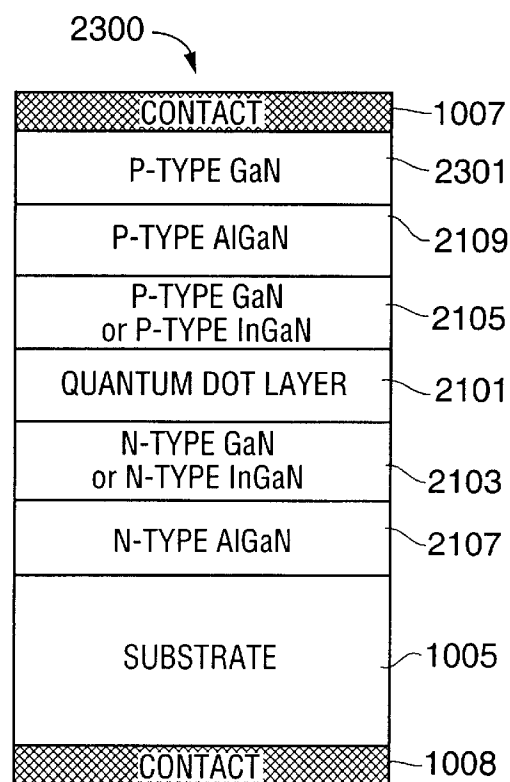 2300
CONTACT 1007
P-TYPE GaN 2301
P-TYPE AlGaN 2109
P-TYPE GaN
or P-TYPE InGaN 2105
QUANTUM DOT LAYER 2101
N-TYPE GaN
or N-TYPE InGaN 2103
N-TYPE AlGaN 2107
SUBSTRATE 1005
CONTACT 1008